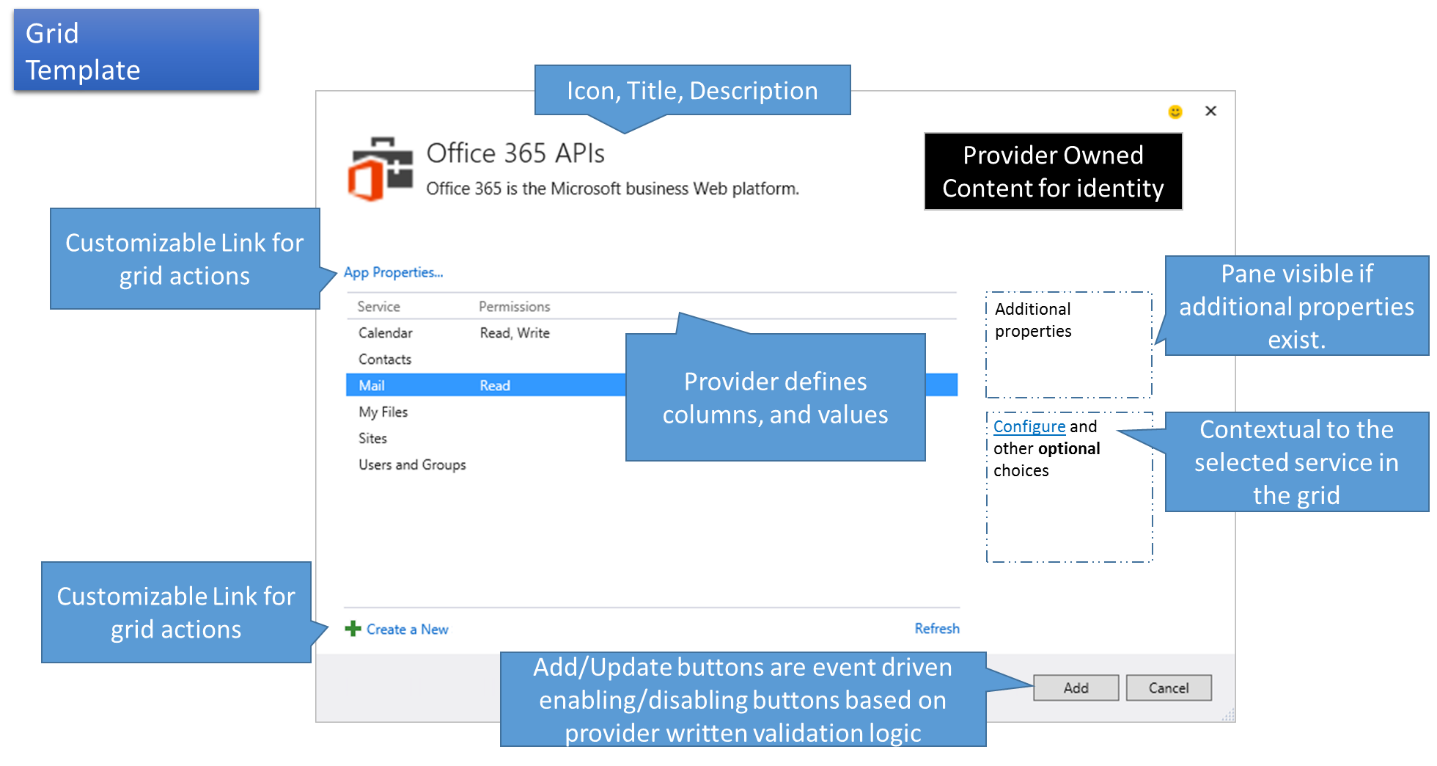 Grid
Template
Icon, Title, Description
Office 365 APIs
Office 365 is the Microsoft business Web platform.
Provider Owned
Content for identity
Customizable Link for
grid actions
App Properties...
Service Permissions
Calendar Read, Write
Contacts
Mail Read
My Files
Sites
Users and Groups
Provider defines
columns, and values
Additional
properties
Pane visible if
additional properties
exist.
Configure and
other optional
choices
Contextual to the
selected service in
the grid
Customizable Link for
grid actions
Create a New
Refresh
Add/Update buttons are event driven
enabling/disabling buttons based on
provider written validation logic
Add
Cancel